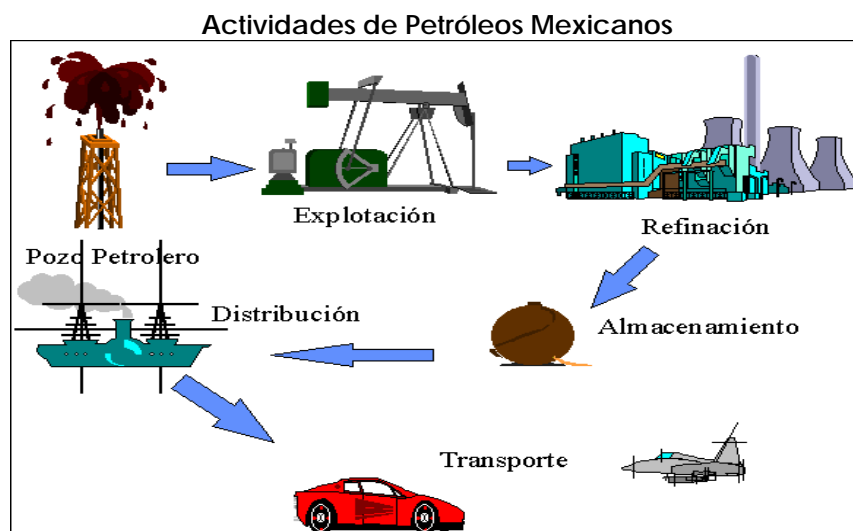 Actividades de Petróleos Mexicanos
Explotación
Refinación
Pozo Petrolero
Distribución
Almacenamiento
Transporte